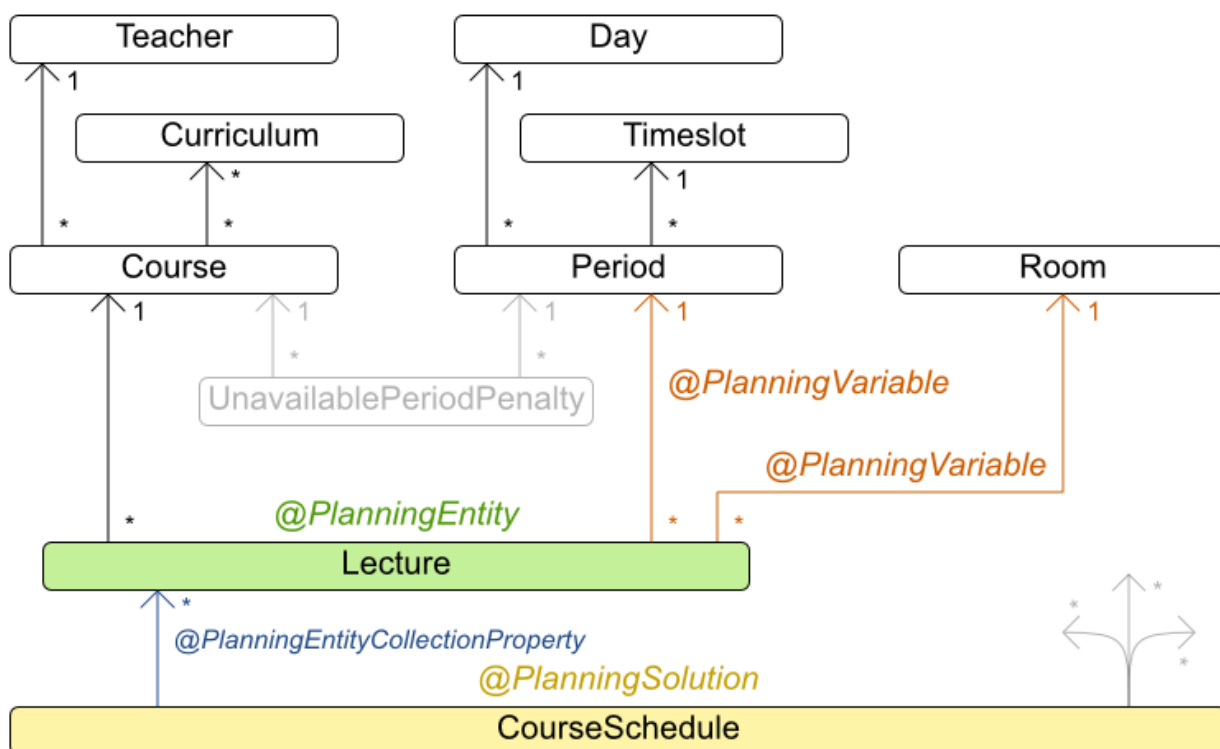 Teacher
Day
1
1
Curriculum
Timeslot
*
1
*
*
*
*
Course
Period
Room
1
1
1
1
1
*
*
UnavailablePeriodPenalty
@PlanningVariable
@PlanningVariable
@PlanningEntity
*
*
*
Lecture
*
*
*
@PlanningEntityCollectionProperty
*
@PlanningSolution
CourseSchedule